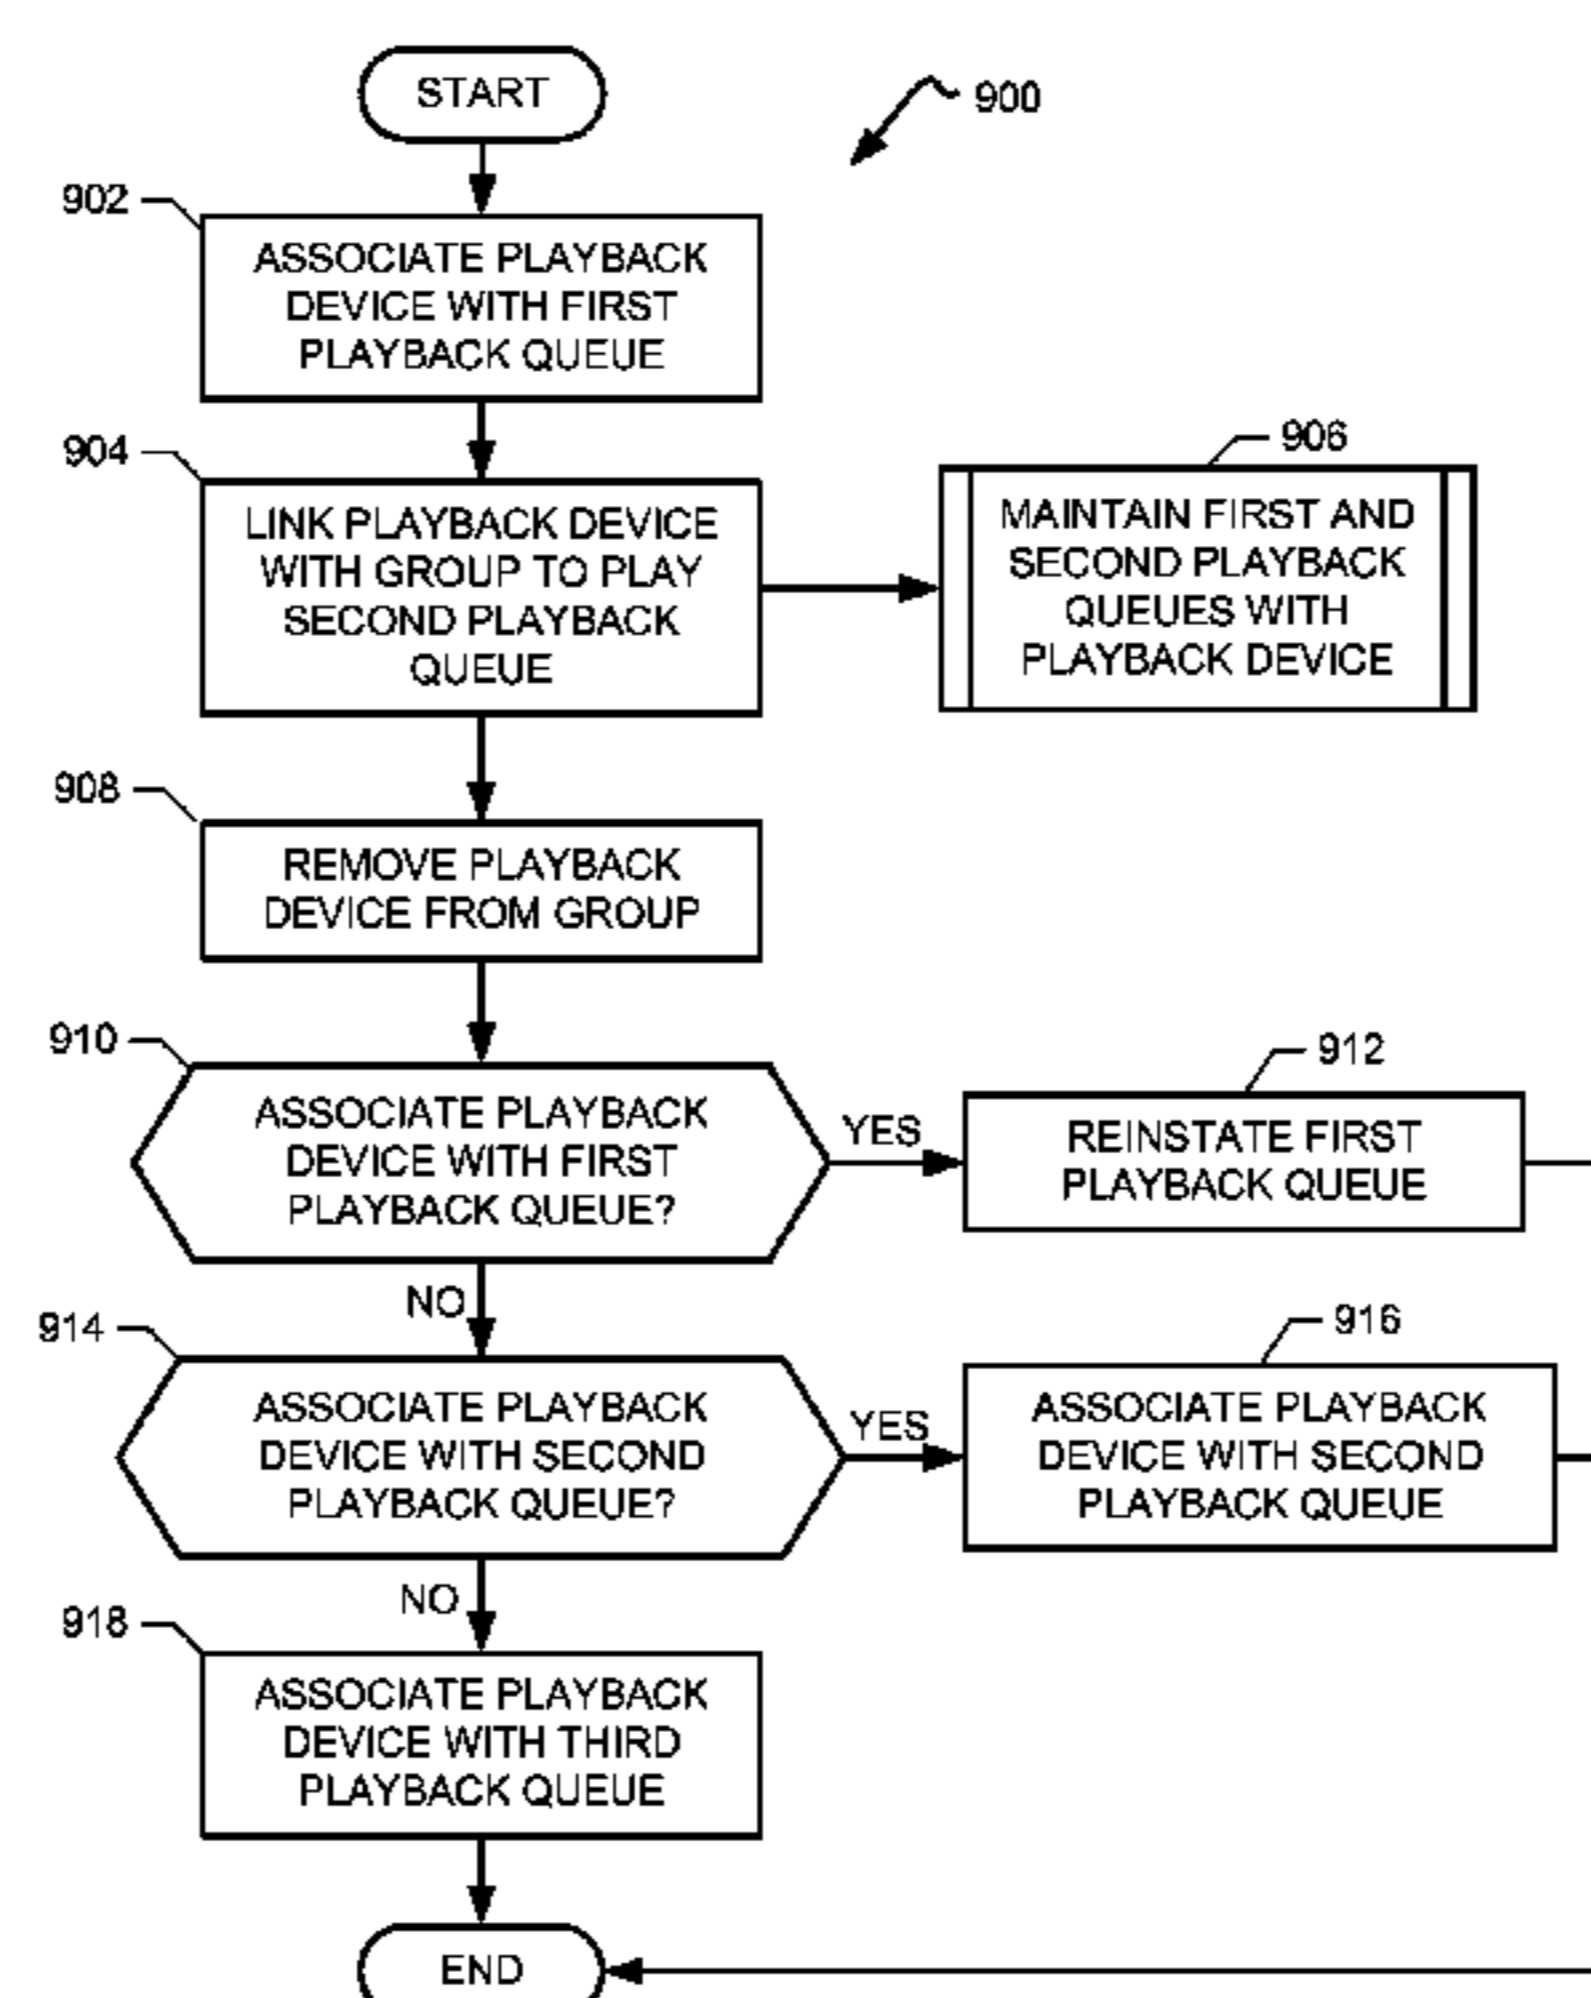 START
900
902
ASSOCIATE PLAYBACK
DEVICE WITH FIRST
PLAYBACK QUEUE
904
LINK PLAYBACK DEVICE
WITH GROUP TO PLAY
SECOND PLAYBACK
QUEUE
906
MAINTAIN FIRST AND
SECOND PLAYBACK
QUEUES WITH
PLAYBACK DEVICE
908
REMOVE PLAYBACK
DEVICE FROM GROUP
910
ASSOCIATE PLAYBACK
DEVICE WITH FIRST
PLAYBACK QUEUE?
YES
912
REINSTATE FIRST
PLAYBACK QUEUE
NO
914
ASSOCIATE PLAYBACK
DEVICE WITH SECOND
PLAYBACK QUEUE?
YES
916
ASSOCIATE PLAYBACK
DEVICE WITH SECOND
PLAYBACK QUEUE
NO
918
ASSOCIATE PLAYBACK
DEVICE WITH THIRD
PLAYBACK QUEUE
END